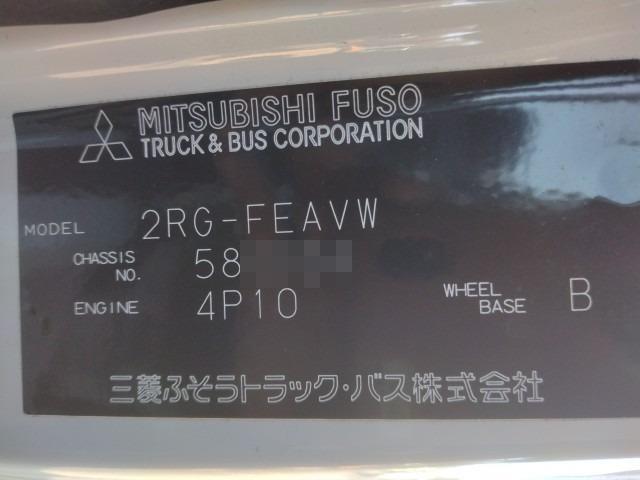 MITSUBISHI FUSO
TRUCK & BUS CORPORATION
MODEL 2RG-FEAVW
CHASSIS NO. 58
ENGINE 4P10 WHEEL BASE B
三菱ふそうトラック・バス株式会社